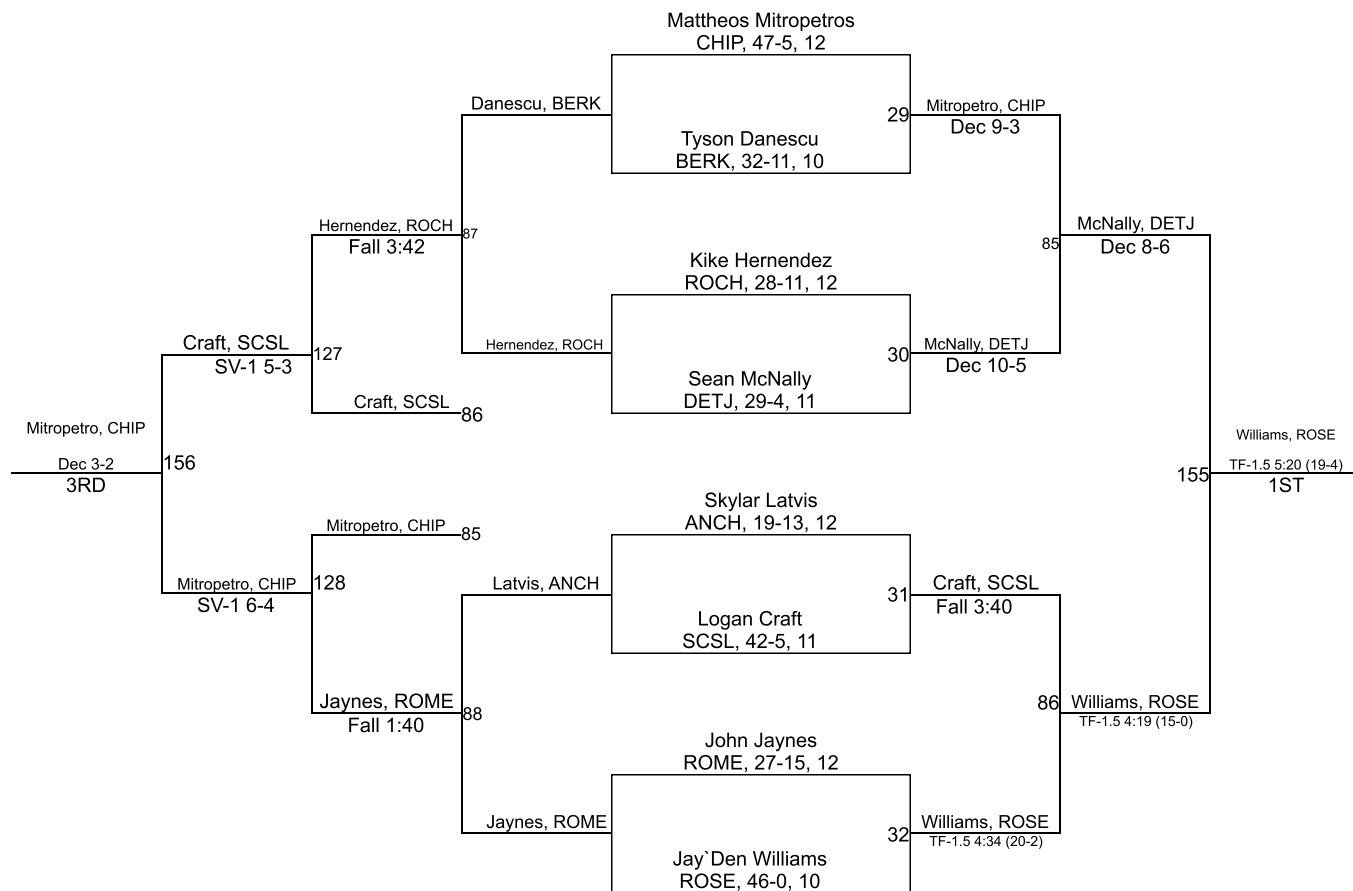 Mattheos Mitropetros
CHIP, 47-5, 12
Danescu, BERK
29
Mitropetro, CHIP
Dec 9-3
Tyson Danescu
BERK, 32-11, 10
Hernendez, ROCH
Fall 3:42
87
McNally, DETJ
Dec 8-6
85
Kike Hernendez
ROCH, 28-11, 12
Craft, SCSL
SV-1 5-3
127
Hernendez, ROCH
30
McNally, DETJ
Dec 10-5
Sean McNally
DETJ, 29-4, 11
Craft, SCSL
86
Mitropetro, CHIP
Dec 3-2
3RD
156
155
Williams, ROSE
TF-1.5 5:20 (19-4)
1ST
Skylar Latvis
ANCH, 19-13, 12
Mitropetro, CHIP
85
Mitropetro, CHIP
SV-1 6-4
128
Latvis, ANCH
31
Craft, SCSL
Fall 3:40
Logan Craft
SCSL, 42-5, 11
Jaynes, ROME
Fall 1:40
88
86
Williams, ROSE
TF-1.5 4:19 (15-0)
John Jaynes
ROME, 27-15, 12
Jaynes, ROME
32
Williams, ROSE
TF-1.5 4:34 (20-2)
Jay`Den Williams
ROSE, 46-0, 10